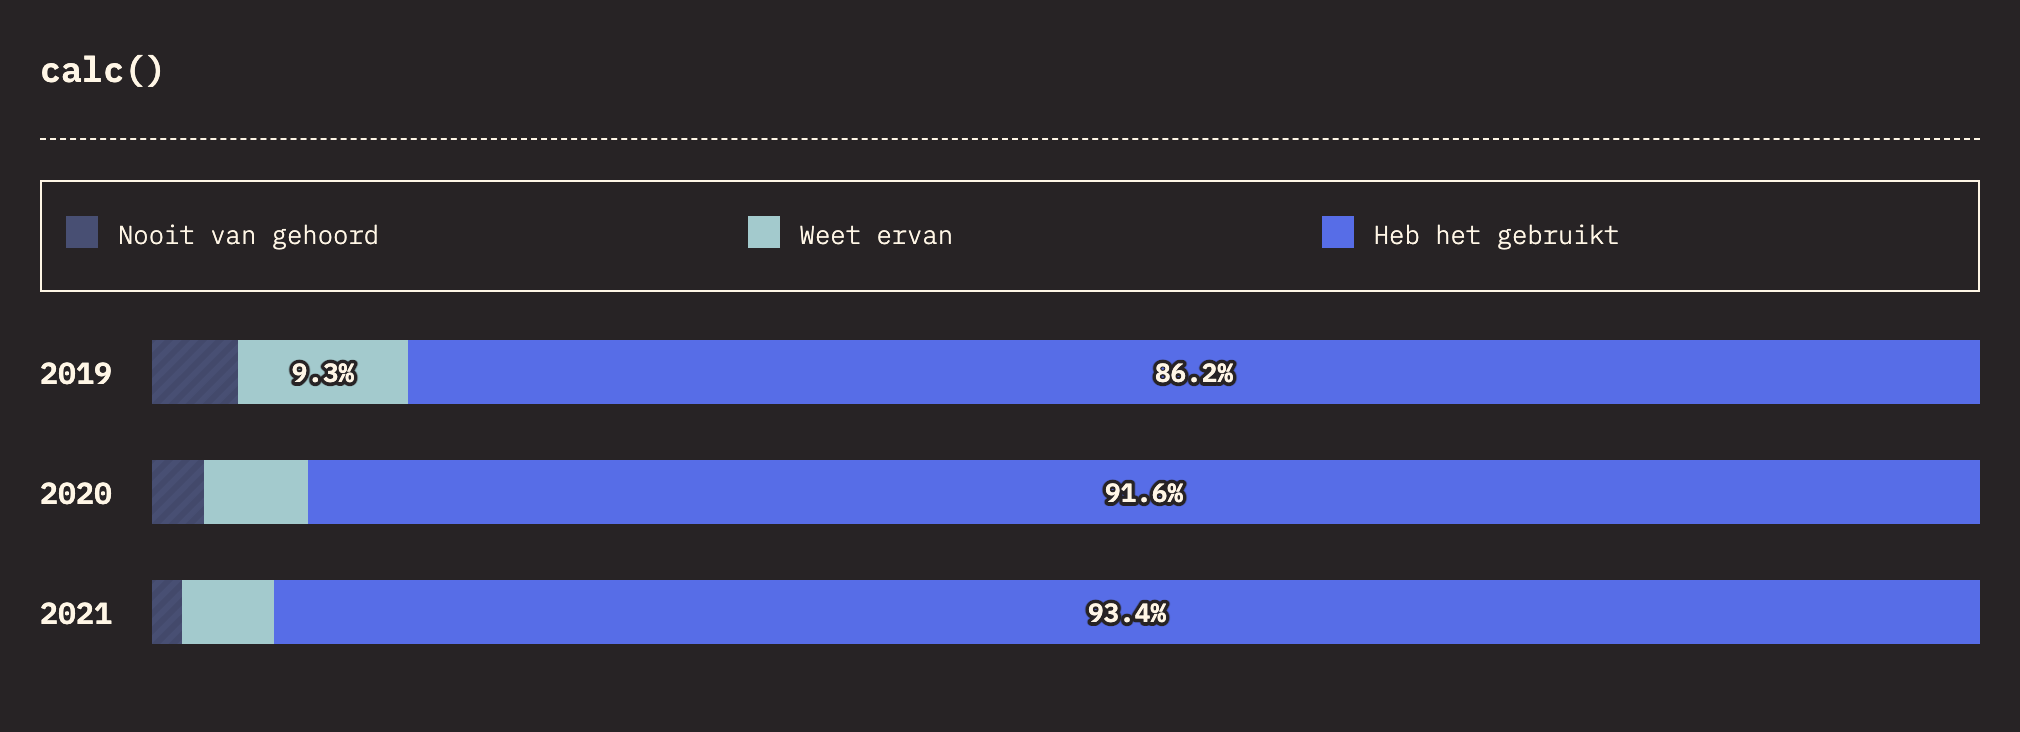 calc()
Nooit van gehoord Weet ervan Heb het gebruikt
2019 9.3% 86.2%
2020 91.6%
2021 93.4%